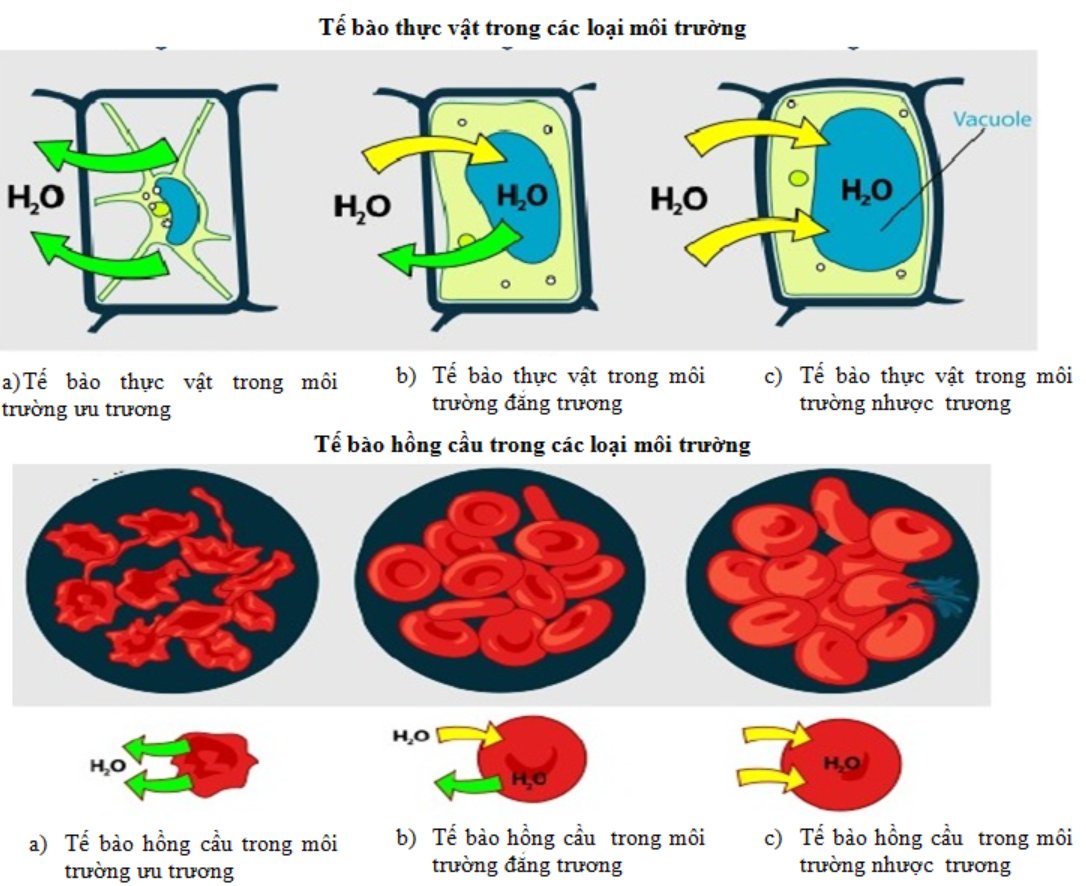 Tế bào thực vật trong các loại môi trường
H₂O
H₂O
H₂O
H₂O
H₂O
Vacuole
a)Tế bào thực vật trong môi
trường ưu trương
b) Tế bào thực vật trong môi
trường đẳng trương
c) Tế bào thực vật trong môi
trường nhược trương
Tế bào hồng cầu trong các loại môi trường
H₂O
H₂O
H₂O
H₂O
a) Tế bào hồng cầu trong môi
trường ưu trương
b) Tế bào hồng cầu trong môi
trường đẳng trương
c) Tế bào hồng cầu trong môi
trường nhược trương